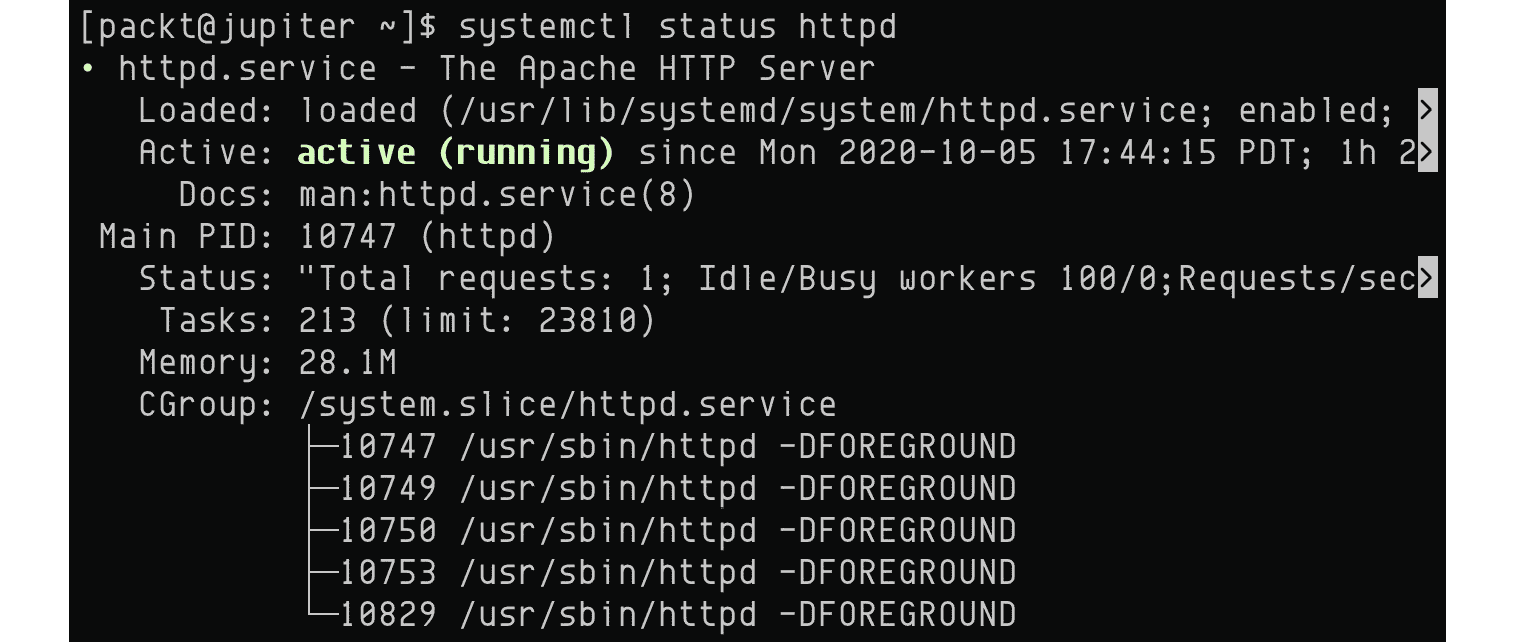 [packt@jupiter ~]$ systemctl status httpd
• httpd.service - The Apache HTTP Server
   Loaded: loaded (/usr/lib/systemd/system/httpd.service; enabled; >
   Active: active (running) since Mon 2020-10-05 17:44:15 PDT; 1h 2>
     Docs: man:httpd.service(8)
 Main PID: 10747 (httpd)
   Status: "Total requests: 1; Idle/Busy workers 100/0;Requests/sec>
    Tasks: 213 (limit: 23810)
   Memory: 28.1M
   CGroup: /system.slice/httpd.service
           ├─10747 /usr/sbin/httpd -DFOREGROUND
           ├─10749 /usr/sbin/httpd -DFOREGROUND
           ├─10750 /usr/sbin/httpd -DFOREGROUND
           ├─10753 /usr/sbin/httpd -DFOREGROUND
           └─10829 /usr/sbin/httpd -DFOREGROUND